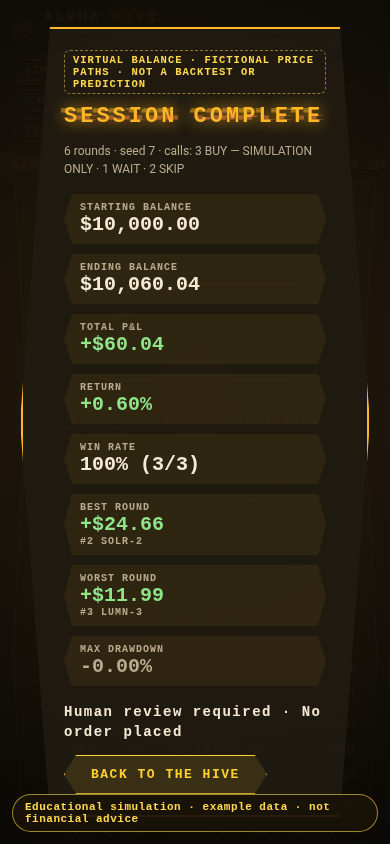 ALPHA HIVE
VIRTUAL BALANCE · FICTIONAL PRICE
PATHS · NOT A BACKTEST OR
PREDICTION
SESSION COMPLETE
6 rounds · seed 7 · calls: 3 BUY — SIMULATION
ONLY · 1 WAIT · 2 SKIP
STARTING BALANCE
$10,000.00
ENDING BALANCE
$10,060.04
TOTAL P&L
+$60.04
RETURN
+0.60%
WIN RATE
100% (3/3)
BEST ROUND
+$24.66
#2 SOLR-2
WORST ROUND
+$11.99
#3 LUMN-3
MAX DRAWDOWN
-0.00%
Human review required · No
order placed
BACK TO THE HIVE
Educational simulation · example data · not
financial advice